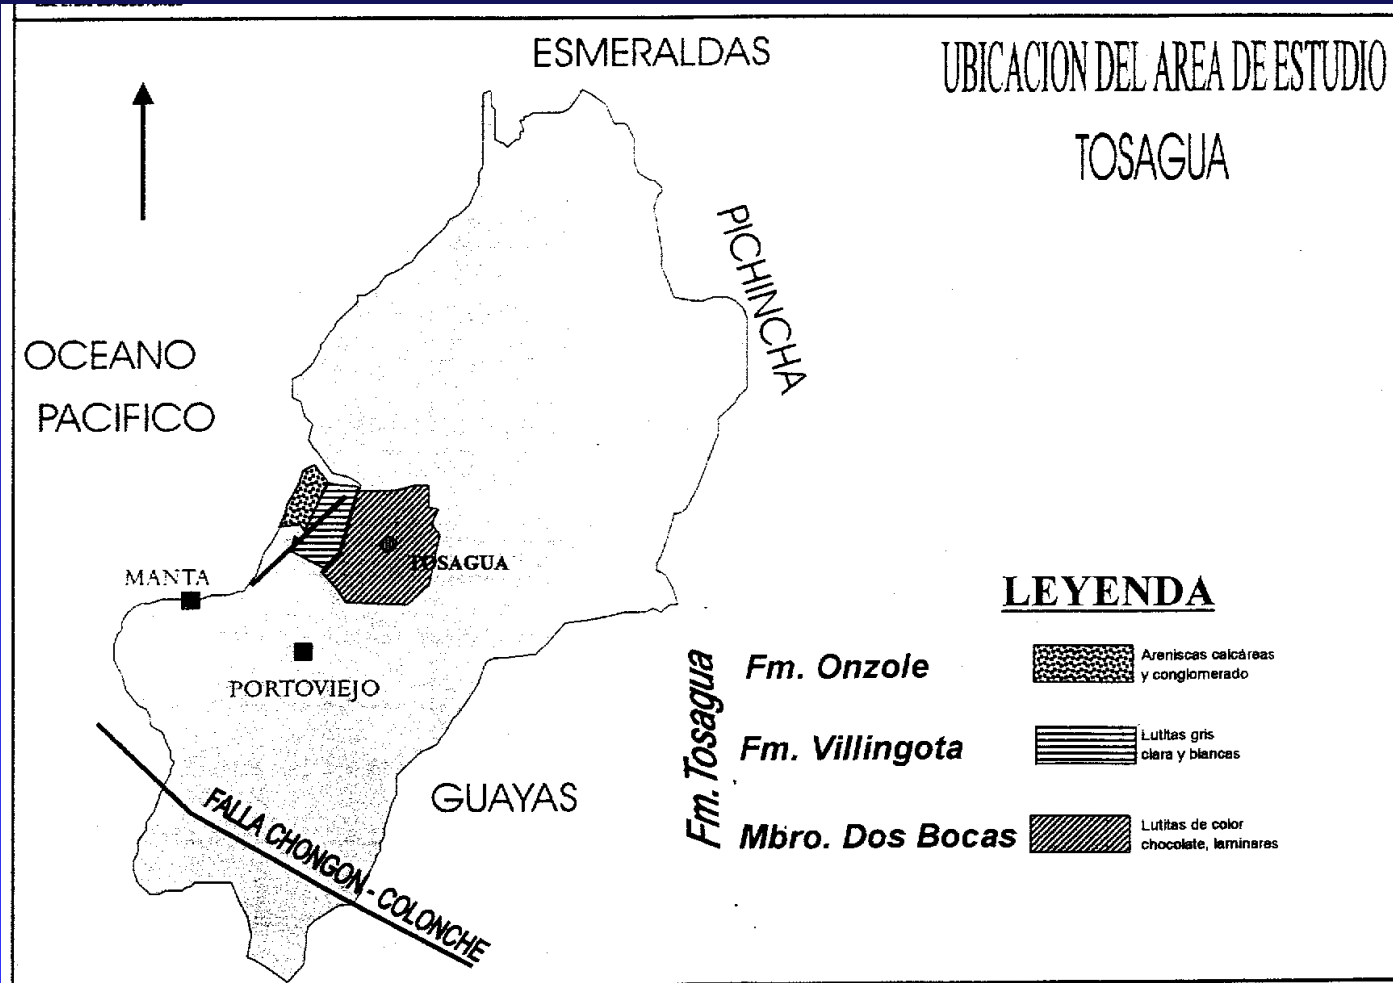 ESMERALDAS
UBICACION DEL AREA DE ESTUDIO
TOSAGUA
PICHINCHA
OCEANO
PACIFICO
TOSAGUA
MANTA
PORTOVIEJO
GUAYAS
FALLA CHONGON - COLONCHE
LEYENDA
Fm. Tosagua
Fm. Onzole
Areniscas calcáreas
y conglomerado
Fm. Villingota
Lutitas gris
clara y blancas
Mbro. Dos Bocas
Lutitas de color
chocolate, laminares